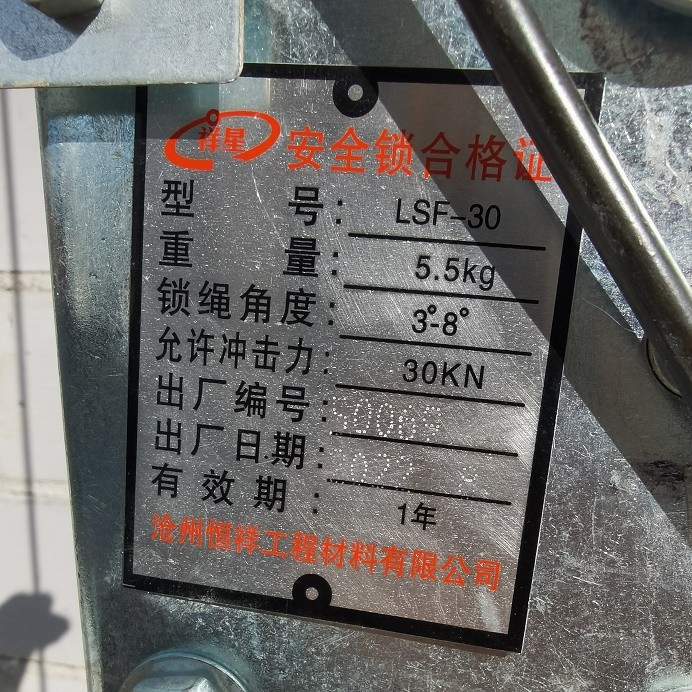 祥星 安全锁合格证
型号: LSF-30
重量: 5.5kg
锁绳角度: 3°-8°
允许冲击力: 30KN
出厂编号:
出厂日期:
有效期: 1年
沧州恒祥工程材料有限公司